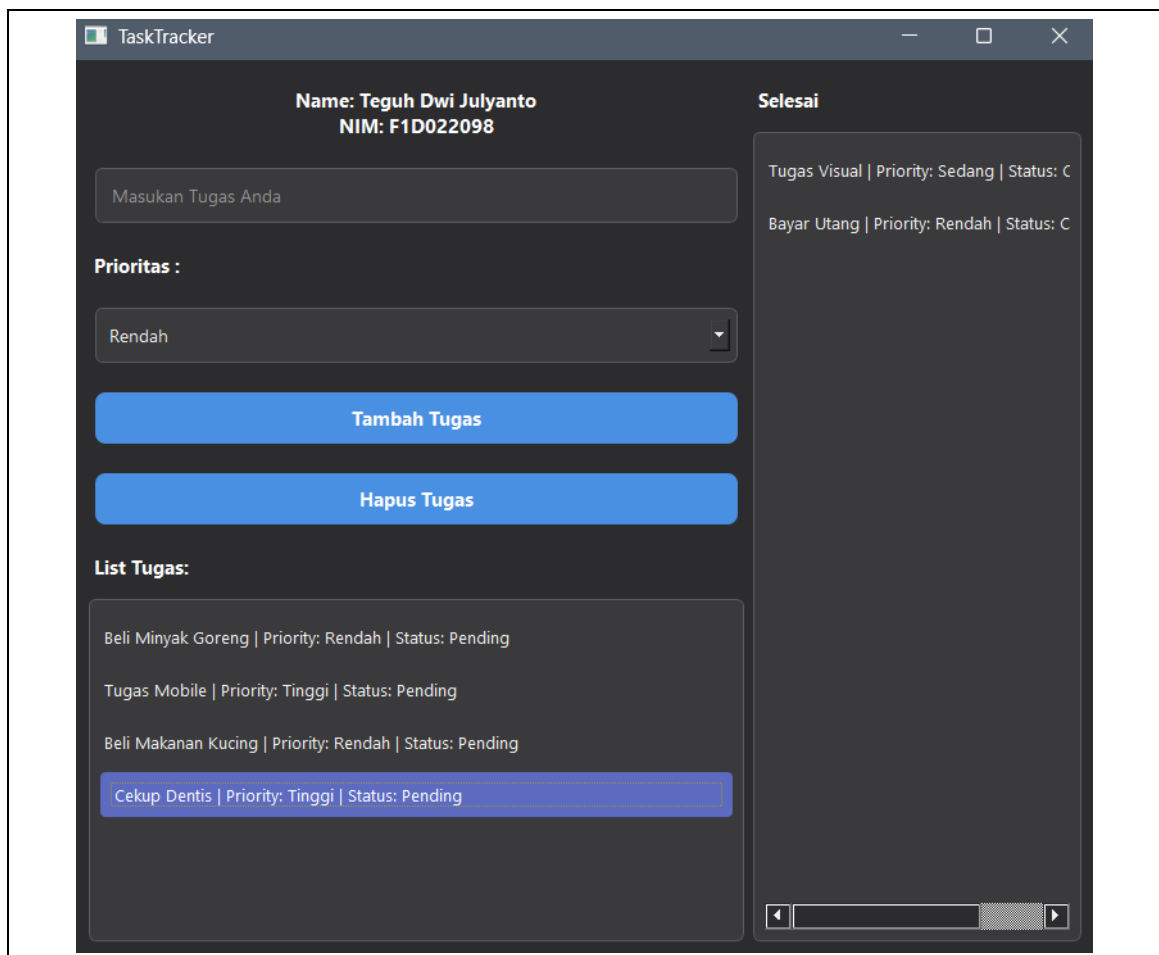 TaskTracker
Name: Teguh Dwi Julyanto
NIM: F1D022098
Masukan Tugas Anda
Prioritas :
Rendah
Tambah Tugas
Hapus Tugas
List Tugas:
Beli Minyak Goreng | Priority: Rendah | Status: Pending
Tugas Mobile | Priority: Tinggi | Status: Pending
Beli Makanan Kucing | Priority: Rendah | Status: Pending
Cekup Dentis | Priority: Tinggi | Status: Pending
Selesai
Tugas Visual | Priority: Sedang | Status: C
Bayar Utang | Priority: Rendah | Status: C